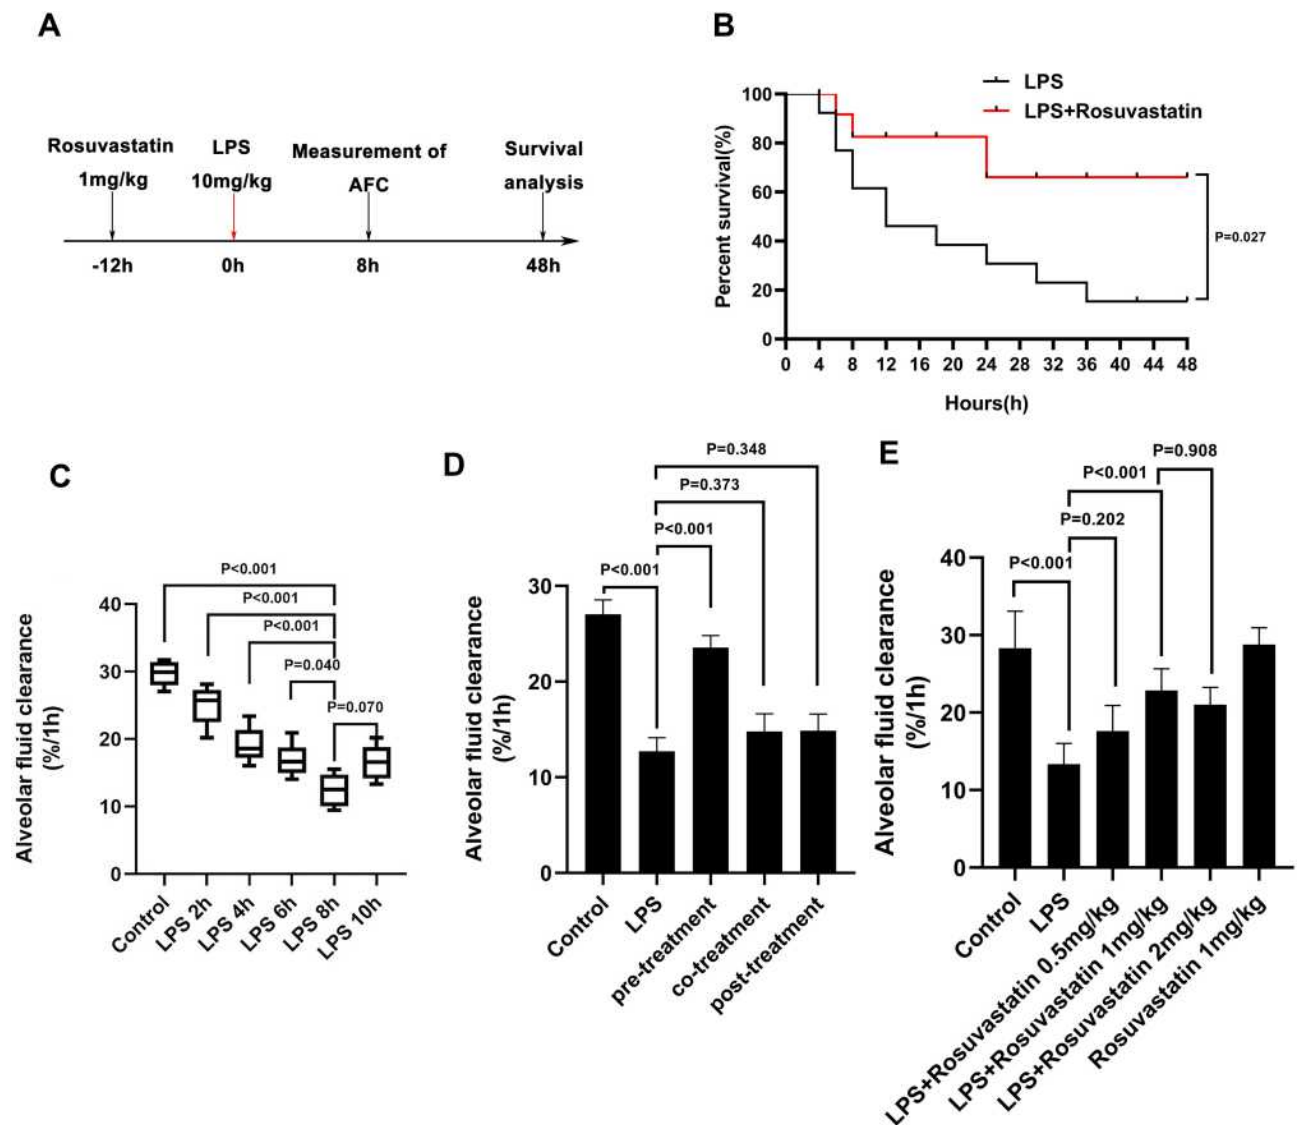 A
Rosuvastatin
1mg/kg
LPS
10mg/kg
Measurement of
AFC
Survival
analysis
-12h
0h
8h
48h
B
LPS
LPS+Rosuvastatin
Percent survival(%)
100
80
60
40
20
0
0 4 8 12 16 20 24 28 32 36 40 44 48
Hours(h)
P=0.027
C
Alveolar fluid clearance
(%/1h)
40
30
20
10
0
P<0.001
P<0.001
P<0.001
P=0.040
P=0.070
Control
LPS 2h
LPS 4h
LPS 6h
LPS 8h
LPS 10h
D
Alveolar fluid clearance
(%/1h)
30
20
10
0
P=0.348
P=0.373
P<0.001
P<0.001
Control
LPS
pre-treatment
co-treatment
post-treatment
E
Alveolar fluid clearance
(%/1h)
40
30
20
10
0
P=0.908
P<0.001
P=0.202
P<0.001
Control
LPS
LPS+Rosuvastatin 0.5mg/kg
LPS+Rosuvastatin 1mg/kg
LPS+Rosuvastatin 2mg/kg
Rosuvastatin 1mg/kg